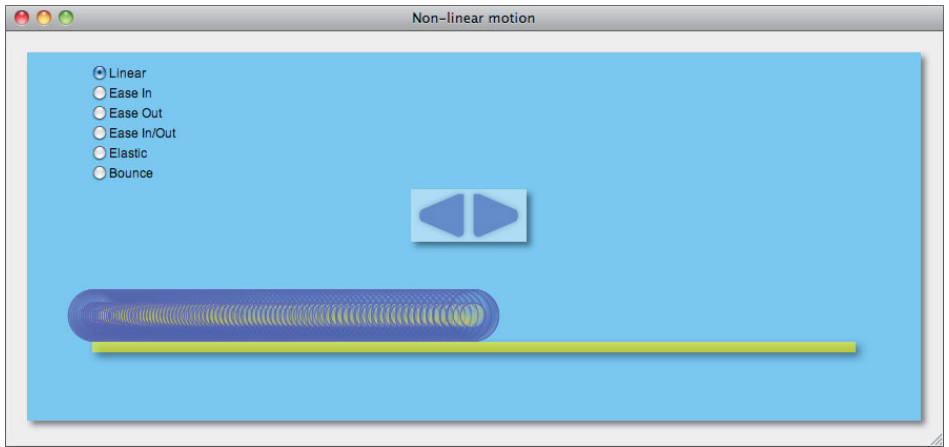 Non-linear motion
Linear
Ease In
Ease Out
Ease In/Out
Elastic
Bounce